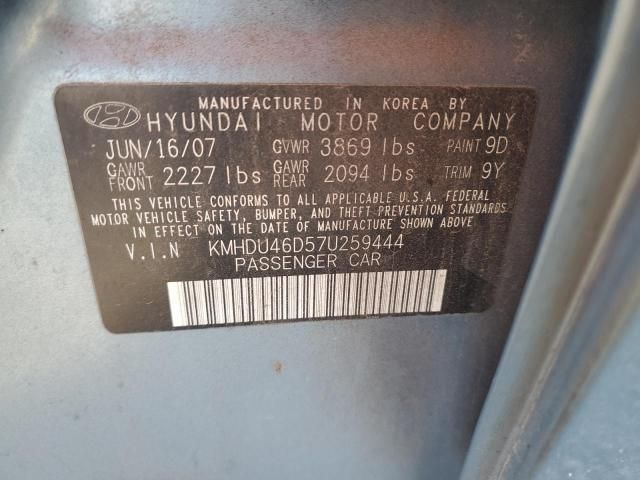 MANUFACTURED IN KOREA BY
HYUNDAI MOTOR COMPANY
JUN/16/07 GVWR 3869 lbs PAINT 9D
GAWR FRONT 2227 lbs GAWR REAR 2094 lbs TRIM 9Y
THIS VEHICLE CONFORMS TO ALL APPLICABLE U.S.A. FEDERAL
MOTOR VEHICLE SAFETY, BUMPER, AND THEFT PREVENTION STANDARDS
IN EFFECT ON THE DATE OF MANUFACTURE SHOWN ABOVE
V.I.N KMHDU46D57U259444
PASSENGER CAR